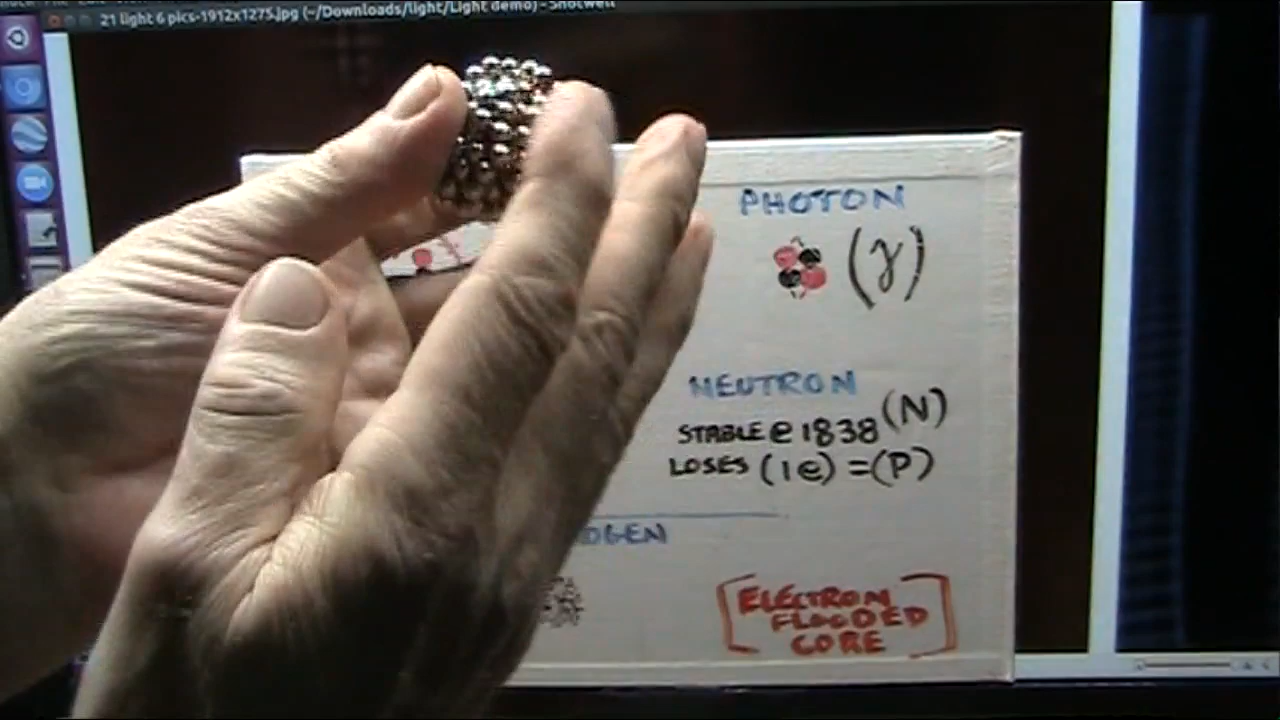 21 light 6 pics-1912x1275.jpg (~/Downloads/light/Light demo) - Shotwell
PHOTON
(γ)
NEUTRON
STABLE e 1838 (N)
LOSES (1e) = (P)
[ELECTRON
FLOODED
CORE]